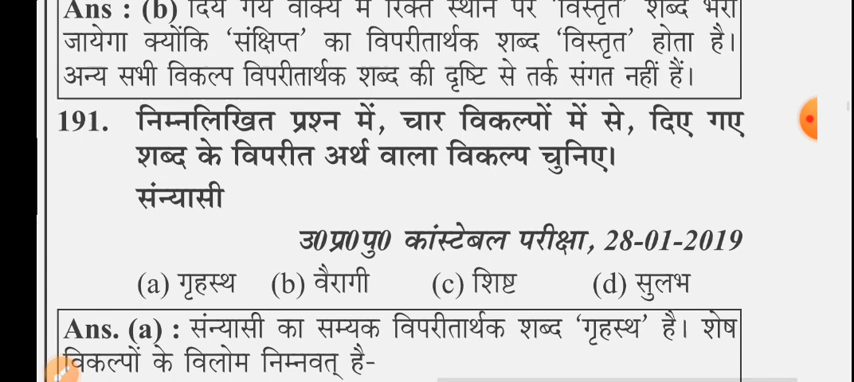 Ans : (b) दिये गये वाक्य में रिक्त स्थान पर 'विस्तृत' शब्द भरा
जायेगा क्योंकि 'संक्षिप्त' का विपरीतार्थक शब्द 'विस्तृत' होता है।
अन्य सभी विकल्प विपरीतार्थक शब्द की दृष्टि से तर्क संगत नहीं हैं।
191. निम्नलिखित प्रश्न में, चार विकल्पों में से, दिए गए
शब्द के विपरीत अर्थ वाला विकल्प चुनिए।
संन्यासी
उ0प्र0पु0 कांस्टेबल परीक्षा, 28-01-2019
(a) गृहस्थ (b) वैरागी (c) शिष्ट (d) सुलभ
Ans. (a) : संन्यासी का सम्यक विपरीतार्थक शब्द 'गृहस्थ' है। शेष
विकल्पों के विलोम निम्नवत् है-